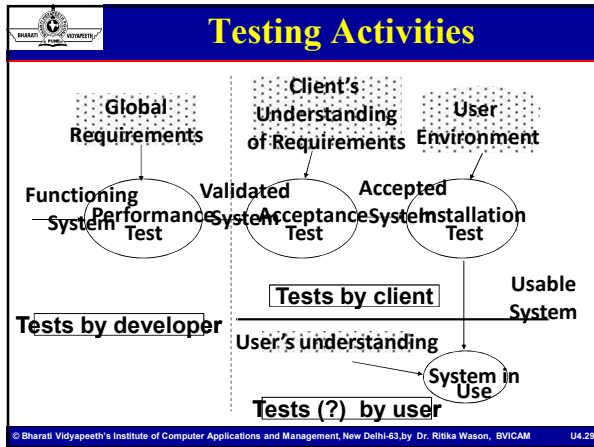 BHARATI
VIDYAPEETH
PUNE
Testing Activities
Global
Requirements
Client's
Understanding
of Requirements
User
Environment
Functioning
System
Performance
Test
Validated
System
Acceptance
Test
Accepted
System
Installation
Test
Tests by developer
Tests by client
Usable
System
User's understanding
System in
Use
Tests (?) by user
© Bharati Vidyapeeth's Institute of Computer Applications and Management, New Delhi-63,by Dr. Ritika Wason, BVICAM U4.29